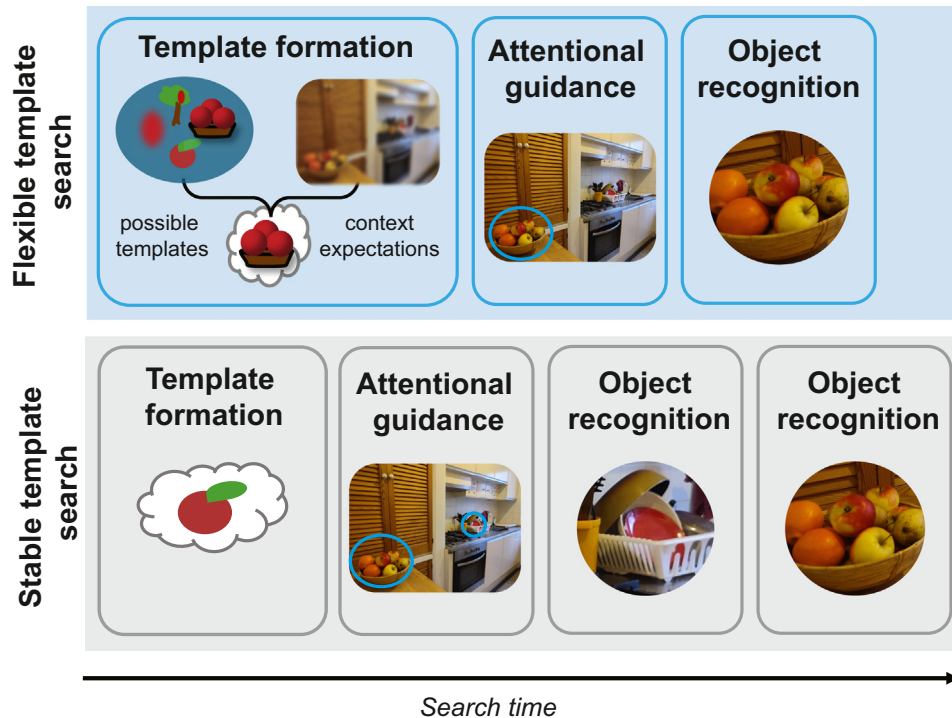 Flexible template
search
Template formation
possible
templates
context
expectations
Attentional
guidance
Object
recognition
Stable template
search
Template
formation
Attentional
guidance
Object
recognition
Object
recognition
Search time